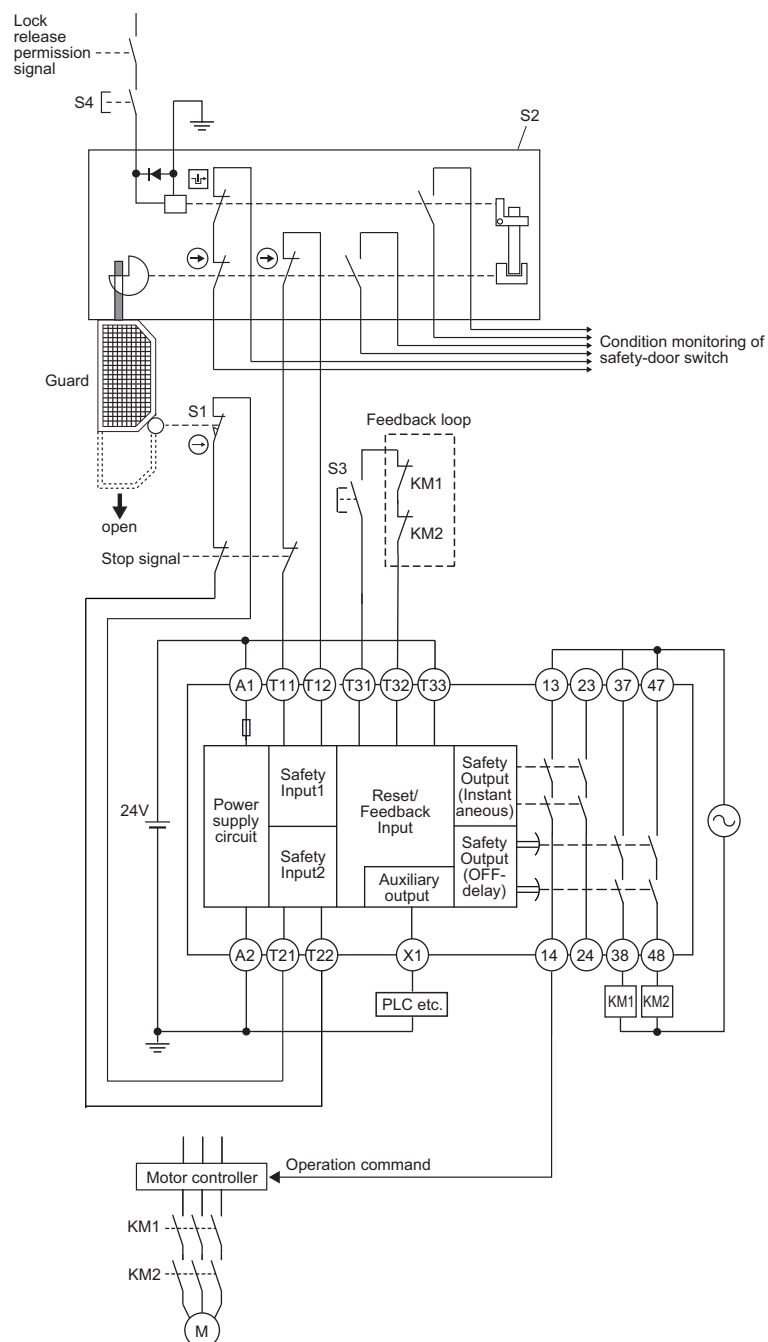 Lock
release
permission
signal
S4
S2
Condition monitoring of
safety-door switch
Guard
S1
open
Feedback loop
S3
KM1
KM2
Stop signal
A1
T11
T12
T31
T32
T33
13
23
37
47
24V
Power
supply
circuit
Safety
Input1
Safety
Input2
Reset/
Feedback
Input
Auxiliary
output
Safety
Output
(Instant
aneous)
Safety
Output
(OFF-
delay)
A2
T21
T22
X1
14
24
38
48
PLC etc.
KM1
KM2
Operation command
Motor controller
KM1
KM2
M